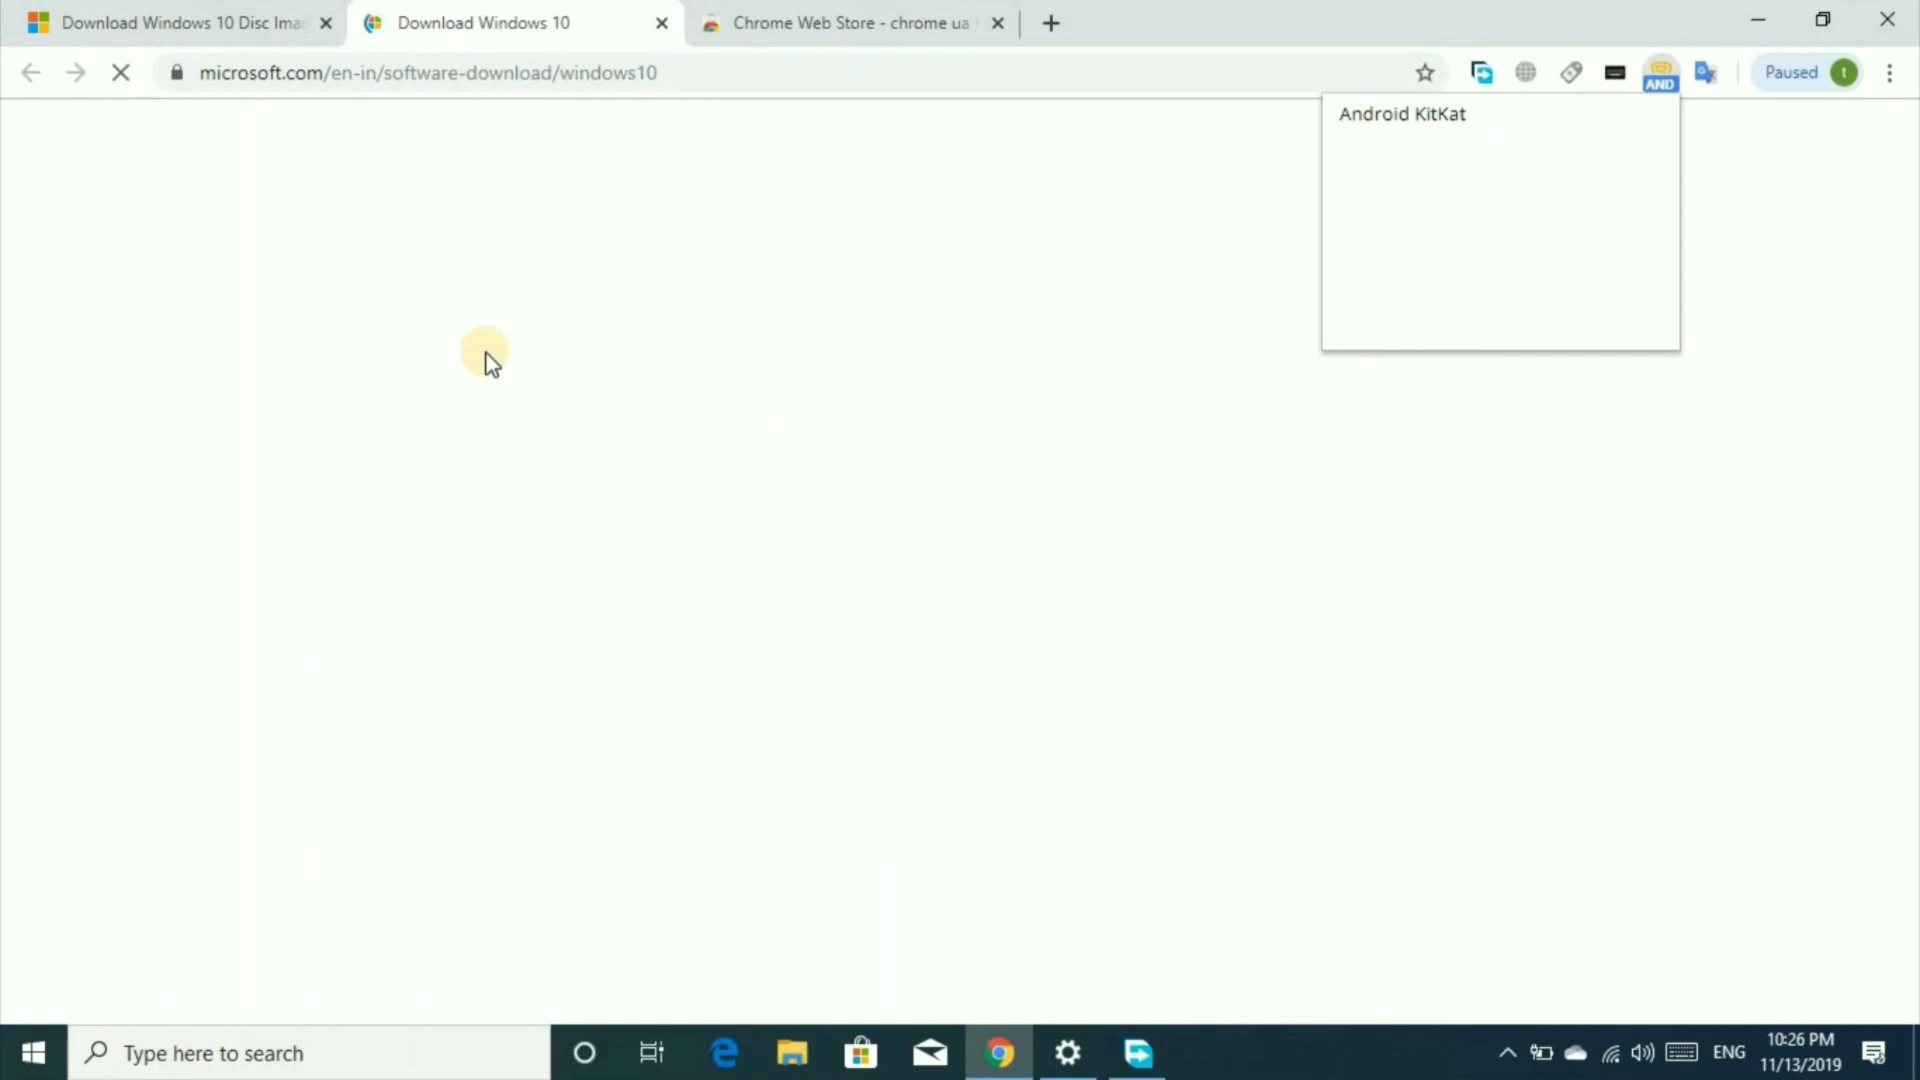 Download Windows 10 Disc Ima
Download Windows 10
Chrome Web Store - chrome ua
microsoft.com/en-in/software-download/windows10
AND
Paused
t
Android KitKat
Type here to search
ENG
10:26 PM
11/13/2019